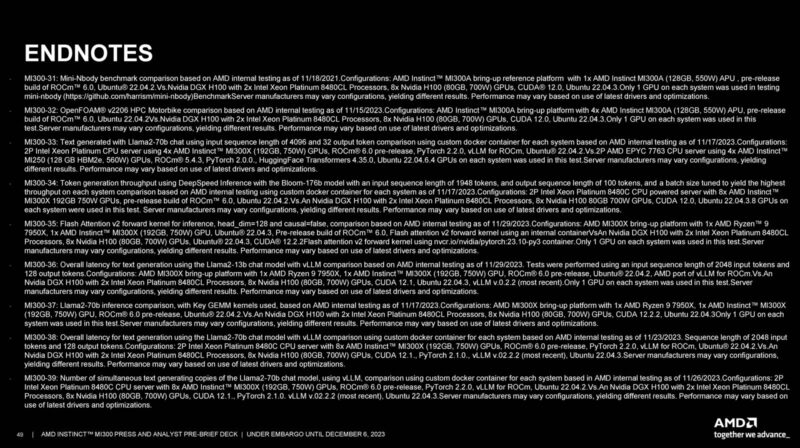 ENDNOTES
MI300-31: Mini-Nbody benchmark comparison based on AMD internal testing as of 11/18/2021.Configurations: AMD Instinct™ MI300A bring-up reference platform with 1x AMD Instinct MI300A (128GB, 550W) APU , pre-release
build of ROCm™ 6.0, Ubuntu® 22.04.2.Vs.Nvidia DGX H100 with 2x Intel Xeon Platinum 8480CL Processors, 8x Nvidia H100 (80GB, 700W) GPUs, CUDA® 12.0, Ubuntu 22.04.3.Only 1 GPU on each system was used in testing
mini-nbody (https://github.com/harrism/mini-nbody)BenchmarkServer manufacturers may vary configurations, yielding different results. Performance may vary based on use of latest drivers and optimizations.
MI300-32: OpenFOAM® v2206 HPC Motorbike comparison based on AMD internal testing as of 11/15/2023.Configurations: AMD Instinct™ MI300A bring-up platform with 4x AMD Instinct MI300A (128GB, 550W) APU, pre-release
build of ROCm™ 6.0, Ubuntu 22.04.2Vs.Nvidia DGX H100 with 2x Intel Xeon Platinum 8480CL Processors, 8x Nvidia H100 (80GB, 700W) GPUs, CUDA 12.0, Ubuntu 22.04.3.Only 1 GPU on each system was used in this
test.Server manufacturers may vary configurations, yielding different results. Performance may vary based on use of latest drivers and optimizations.
MI300-33: Text generated with Llama2-70b chat using input sequence length of 4096 and 32 output token comparison using custom docker container for each system based on AMD internal testing as of 11/17/2023.Configurations:
2P Intel Xeon Platinum CPU server using 4x AMD Instinct™ MI300X (192GB, 750W) GPUs, ROCm® 6.0 pre-release, PyTorch 2.2.0, vLLM for ROCm, Ubuntu® 22.04.2.Vs.2P AMD EPYC 7763 CPU server using 4x AMD Instinct™
MI250 (128 GB HBM2e, 560W) GPUs, ROCm® 5.4.3, PyTorch 2.0.0., HuggingFace Transformers 4.35.0, Ubuntu 22.04.6.4 GPUs on each system was used in this test.Server manufacturers may vary configurations, yielding
different results. Performance may vary based on use of latest drivers and optimizations.
MI300-34: Token generation throughput using DeepSpeed Inference with the Bloom-176b model with an input sequence length of 1948 tokens, and output sequence length of 100 tokens, and a batch size tuned to yield the highest
throughput on each system comparison based on AMD internal testing using custom docker container for each system as of 11/17/2023.Configurations: 2P Intel Xeon Platinum 8480C CPU powered server with 8x AMD Instinct™
MI300X 192GB 750W GPUs, pre-release build of ROCm™ 6.0, Ubuntu 22.04.2.Vs.An Nvidia DGX H100 with 2x Intel Xeon Platinum 8480CL Processors, 8x Nvidia H100 80GB 700W GPUs, CUDA 12.0, Ubuntu 22.04.3.8 GPUs on
each system were used in this test. Server manufacturers may vary configurations, yielding different results. Performance may vary based on use of latest drivers and optimizations.
MI300-35: Flash Attention v2 forward kernel for inference, head_dim=128 and causal=false, comparison based on AMD internal testing as of 11/29/2023.Configurations: AMD MI300X bring-up platform with 1x AMD Ryzen™ 9
7950X, 1x AMD Instinct™ MI300X (192GB, 750W) GPUs, Ubuntu® 22.04.3, Pre-release build of ROCm™ 6.0, Flash attention v2 forward kernel using an internal containerVsAn Nvidia DGX H100 with 2x Intel Xeon Platinum 8480CL
Processors, 8x Nvidia H100 (80GB, 700W) GPUs, Ubuntu® 22.04.3, CUDA® 12.2.2Flash attention v2 forward kernel using nvcr.io/nvidia/pytorch:23.10-py3 container.Only 1 GPU on each system was used in this test.Server
manufacturers may vary configurations, yielding different results. Performance may vary based on use of latest drivers and optimizations.
MI300-36: Overall latency for text generation using the Llama2-13b chat model with vLLM comparison based on AMD internal testing as of 11/29/2023. Tests were performed using an input sequence length of 2048 input tokens and
128 output tokens.Configurations: AMD MI300X bring-up platform with 1x AMD Ryzen 9 7950X, 1x AMD Instinct™ MI300X (192GB, 750W) GPU, ROCm® 6.0 pre-release, Ubuntu® 22.04.2, AMD port of vLLM for ROCm.Vs.An
Nvidia DGX H100 with 2x Intel Xeon Platinum 8480CL Processors, 8x Nvidia H100 (80GB, 700W) GPUs, CUDA 12.1, Ubuntu 22.04.3, vLLM v.0.2.2 (most recent).Only 1 GPU on each system was used in this test.Server
manufacturers may vary configurations, yielding different results. Performance may vary based on use of latest drivers and optimizations.
MI300-37: Llama2-70b inference comparison, with Key GEMM kernels used, based on AMD internal testing as of 11/17/2023.Configurations: AMD MI300X bring-up platform with 1x AMD Ryzen 9 7950X, 1x AMD Instinct™ MI300X
(192GB, 750W) GPU, ROCm® 6.0 pre-release, Ubuntu® 22.04.2.Vs.An Nvidia DGX H100 with 2x Intel Xeon Platinum 8480CL Processors, 8x Nvidia H100 (80GB, 700W) GPUs, CUDA 12.2.2, Ubuntu 22.04.3Only 1 GPU on each
system was used in this test.Server manufacturers may vary configurations, yielding different results. Performance may vary based on use of latest drivers and optimizations.
MI300-38: Overall latency for text generation using the Llama2-70b chat model with vLLM comparison using custom docker container for each system based on AMD internal testing as of 11/23/2023. Sequence length of 2048 input
tokens and 128 output tokens.Configurations: 2P Intel Xeon Platinum 8480C CPU server with 8x AMD Instinct™ MI300X (192GB, 750W) GPUs, ROCm® 6.0 pre-release, PyTorch 2.2.0, vLLM for ROCm, Ubuntu® 22.04.2.Vs.An
Nvidia DGX H100 with 2x Intel Xeon Platinum 8480CL Processors, 8x Nvidia H100 (80GB, 700W) GPUs, CUDA 12.1., PyTorch 2.1.0., vLLM v.02.2.2 (most recent), Ubuntu 22.04.3.Server manufacturers may vary configurations,
yielding different results. Performance may vary based on use of latest drivers and optimizations.
MI300-39: Number of simultaneous text generating copies of the Llama2-70b chat model, using vLLM, comparison using custom docker container for each system based on AMD internal testing as of 11/26/2023.Configurations: 2P
Intel Xeon Platinum 8480C CPU server with 8x AMD Instinct™ MI300X (192GB, 750W) GPUs, ROCm® 6.0 pre-release, PyTorch 2.2.0, vLLM for ROCm, Ubuntu® 22.04.2.Vs.An Nvidia DGX H100 with 2x Intel Xeon Platinum 8480CL
Processors, 8x Nvidia H100 (80GB, 700W) GPUs, CUDA 12.1., PyTorch 2.1.0. vLLM v.02.2.2 (most recent), Ubuntu 22.04.3.Server manufacturers may vary configurations, yielding different results. Performance may vary based on
use of latest drivers and optimizations.
49 | AMD INSTINCT™ MI300 PRESS AND ANALYST PRE-BRIEF DECK | UNDER EMBARGO UNTIL DECEMBER 6, 2023
AMD
together we advance_